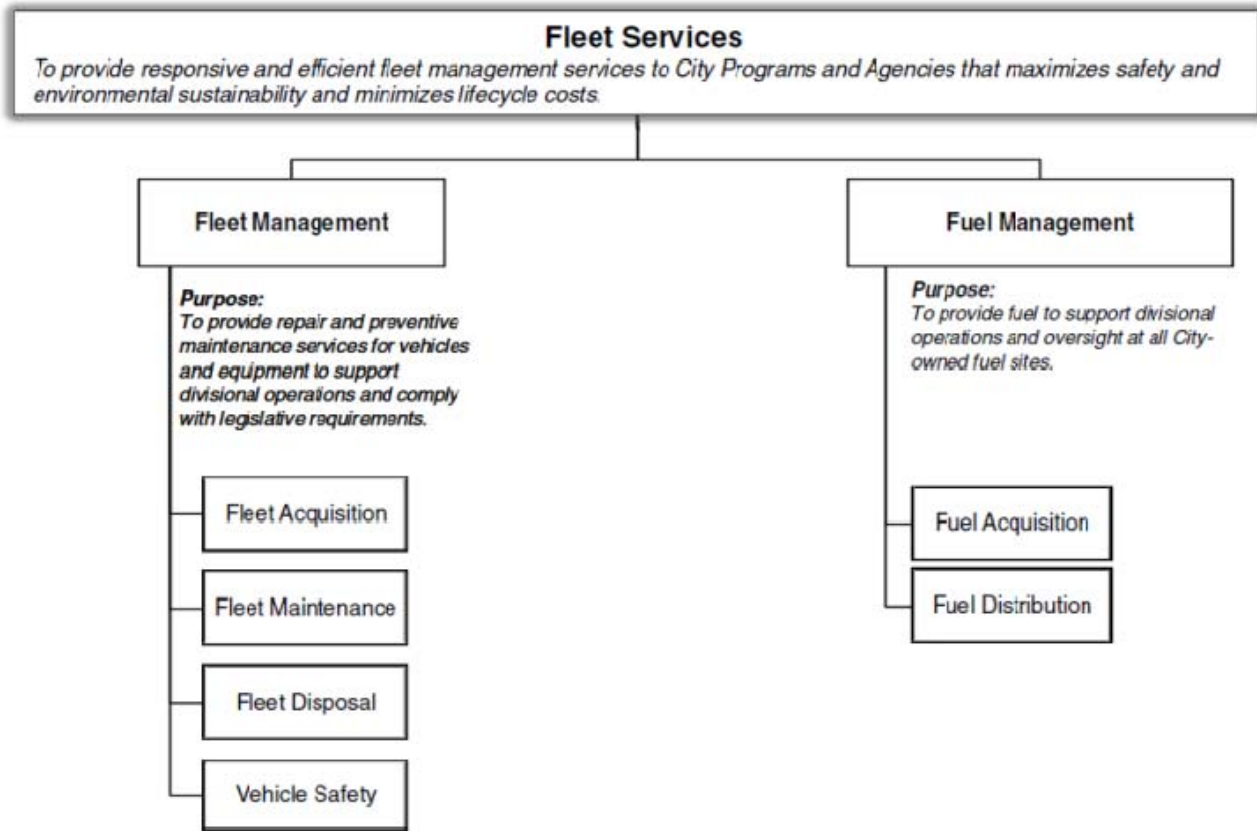 Fleet Services
To provide responsive and efficient fleet management services to City Programs and Agencies that maximizes safety and
environmental sustainability and minimizes lifecycle costs.
Fleet Management
Purpose:
To provide repair and preventive
maintenance services for vehicles
and equipment to support
divisional operations and comply
with legislative requirements.
Fleet Acquisition
Fleet Maintenance
Fleet Disposal
Vehicle Safety
Fuel Management
Purpose:
To provide fuel to support divisional
operations and oversight at all City-
owned fuel sites.
Fuel Acquisition
Fuel Distribution